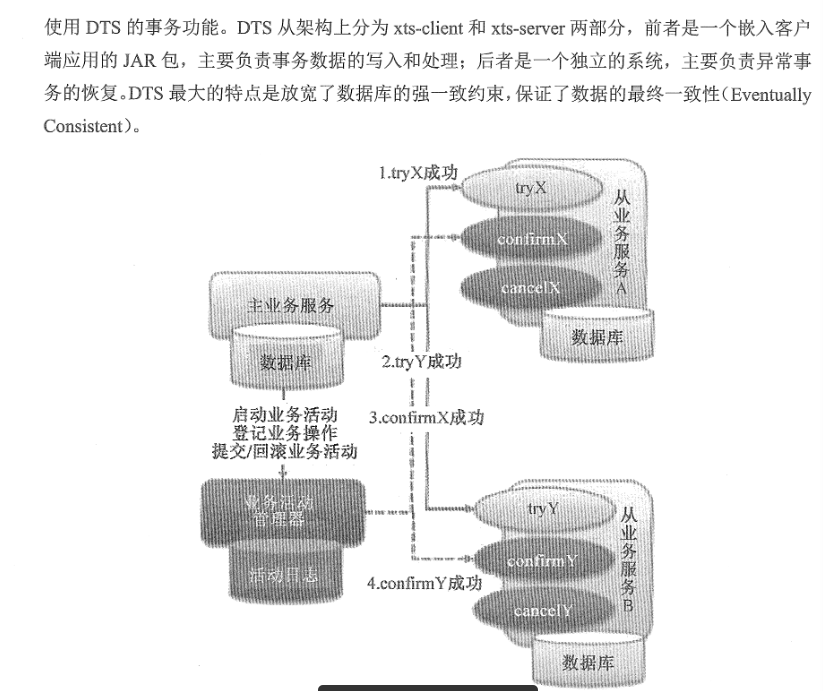 使用 DTS 的事务功能。DTS 从架构上分为 xts-client 和 xts-server 两部分，前者是一个嵌入客户
端应用的 JAR 包，主要负责事务数据的写入和处理；后者是一个独立的系统，主要负责异常事
务的恢复。DTS 最大的特点是放宽了数据库的强一致约束，保证了数据的最终一致性（Eventually
Consistent）。
1.tryX成功
tryX
confirmX
cancelX
从业务服务A
数据库
主业务服务
数据库
2.tryY成功
启动业务活动
登记业务操作
提交/回滚业务活动
3.confirmX成功
业务活动
管理器
活动日志
tryY
confirmY
cancelY
从业务服务B
4.confirmY成功
数据库